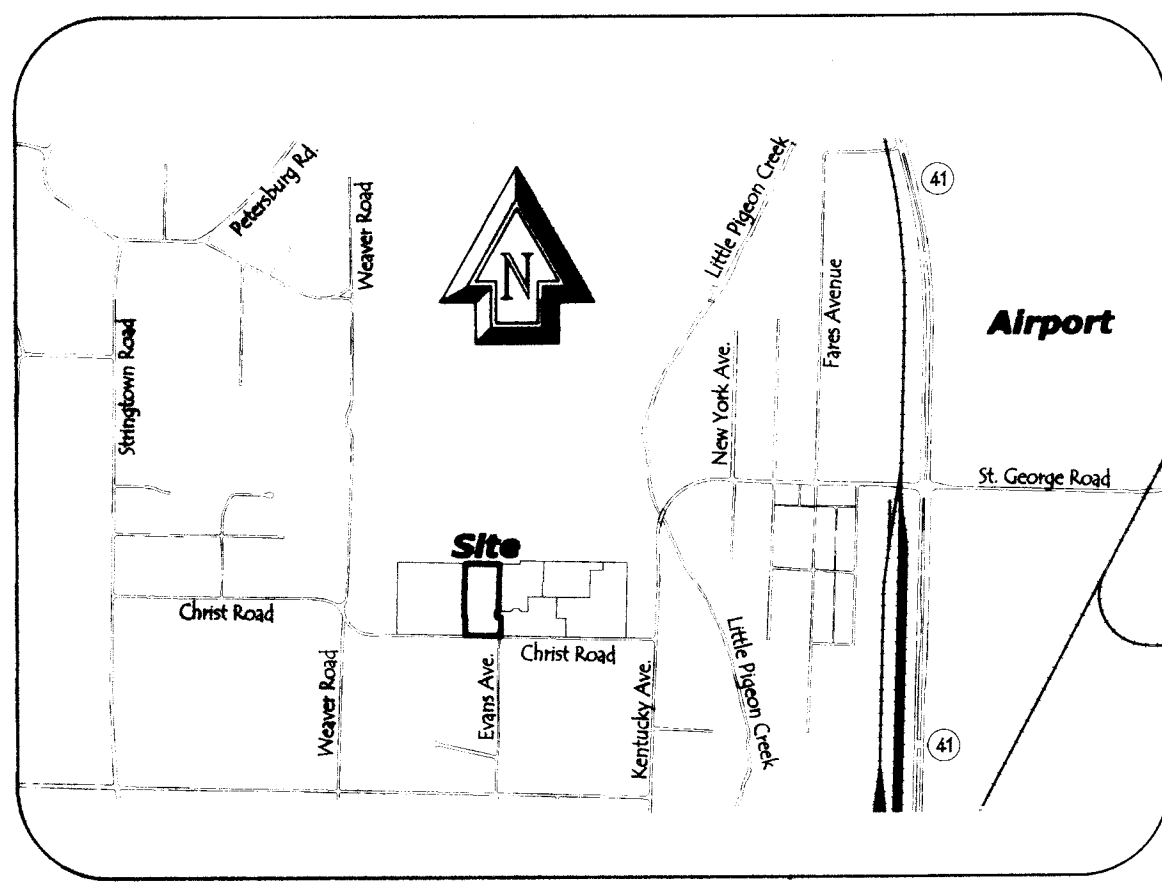 Petersburg Rd.
Weaver Road
Little Pigeon Creek
41
N
Fares Avenue
Airport
Stringtown Road
New York Ave.
St. George Road
Site
Christ Road
Christ Road
Weaver Road
Evans Ave.
Kentucky Ave.
Little Pigeon Creek
41